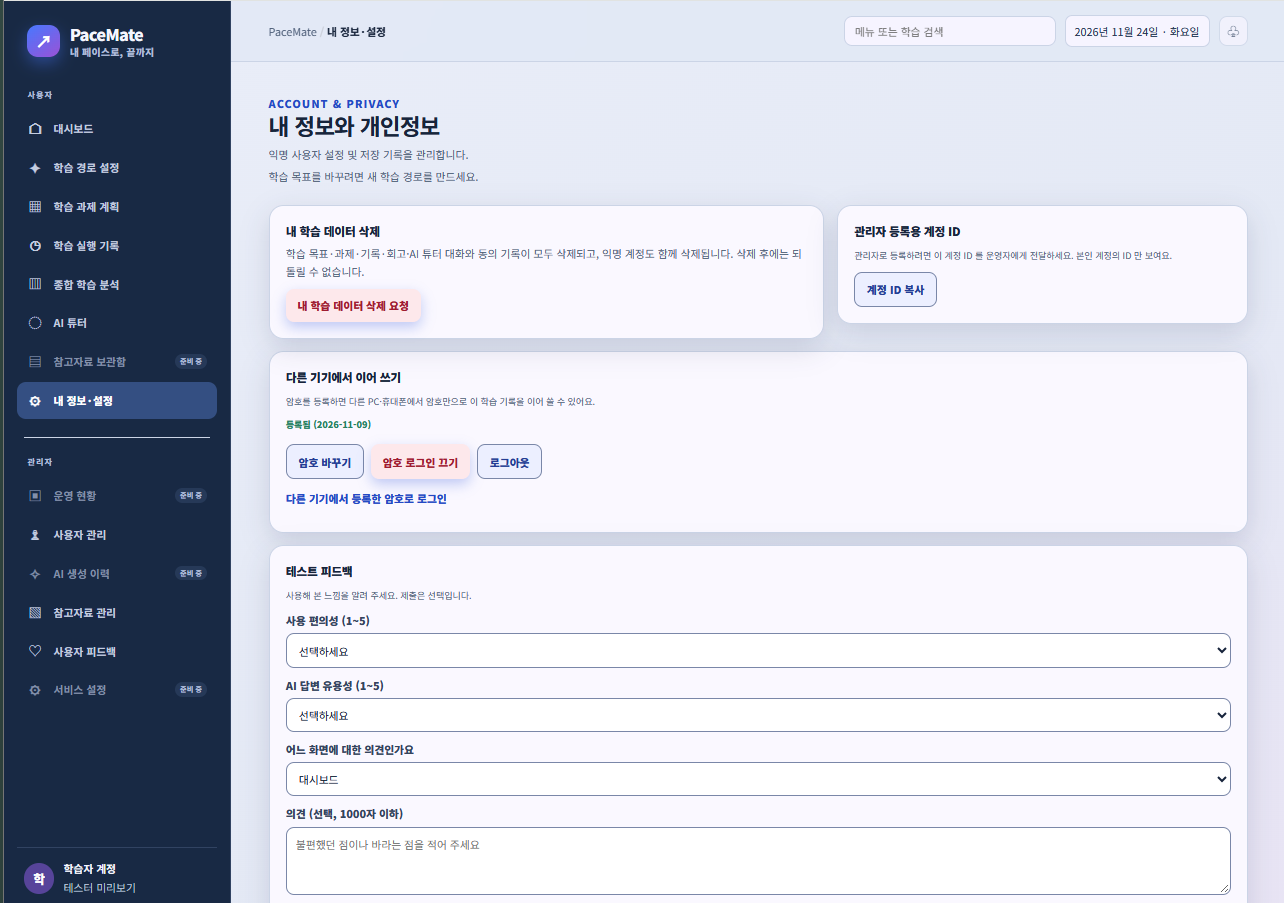 PaceMate
내 페이스로, 끝까지
사용자
대시보드
학습 경로 설정
학습 과제 계획
학습 실행 기록
종합 학습 분석
AI 튜터
참고자료 보관함 준비 중
내 정보·설정
관리자
운영 현황 준비 중
사용자 관리
AI 생성 이력 준비 중
참고자료 관리
사용자 피드백
서비스 설정 준비 중
학 학습자 계정
테스터 미리보기
PaceMate / 내 정보·설정
메뉴 또는 학습 검색
2026년 11월 24일 · 화요일
ACCOUNT & PRIVACY
내 정보와 개인정보
익명 사용자 설정 및 저장 기록을 관리합니다.
학습 목표를 바꾸려면 새 학습 경로를 만드세요.
내 학습 데이터 삭제
학습 목표·과제·기록·회고·AI 튜터 대화와 동의 기록이 모두 삭제되고, 익명 계정도 함께 삭제됩니다. 삭제 후에는 되
돌릴 수 없습니다.
내 학습 데이터 삭제 요청
관리자 등록용 계정 ID
관리자로 등록하려면 이 계정 ID 를 운영자에게 전달하세요. 본인 계정의 ID 만 보여요.
계정 ID 복사
다른 기기에서 이어 쓰기
암호를 등록하면 다른 PC·휴대폰에서 암호만으로 이 학습 기록을 이어 쓸 수 있어요.
등록됨 (2026-11-09)
암호 바꾸기
암호 로그인 끄기
로그아웃
다른 기기에서 등록한 암호로 로그인
테스트 피드백
사용해 본 느낌을 알려 주세요. 제출은 선택입니다.
사용 편의성 (1~5)
선택하세요
AI 답변 유용성 (1~5)
선택하세요
어느 화면에 대한 의견인가요
대시보드
의견 (선택, 1000자 이하)
불편했던 점이나 바라는 점을 적어 주세요